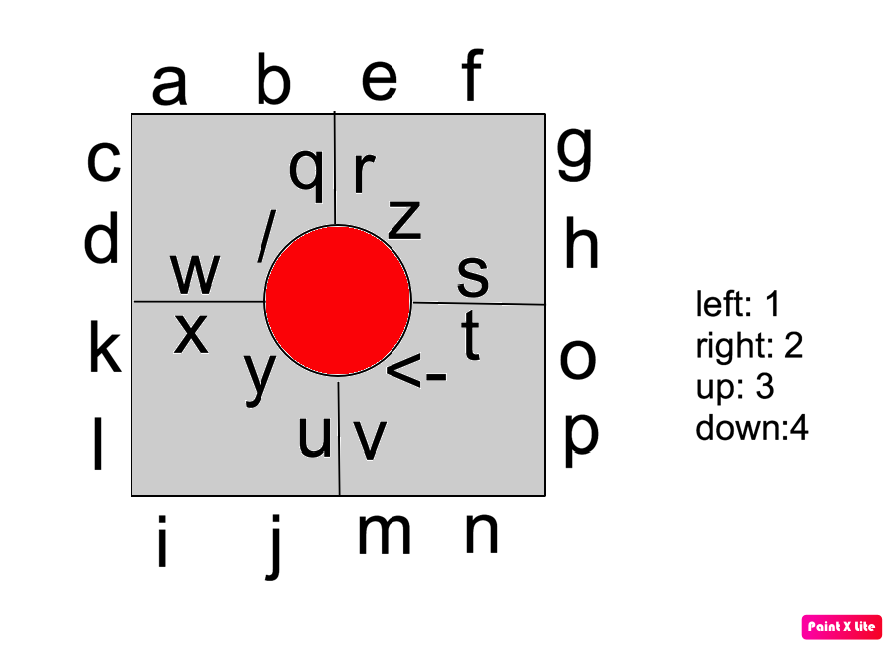 a b e f
c g
q r
z
/
d h
w s
x t
k o
y <-
u v
l p
i j m n
left: 1
right: 2
up: 3
down:4
Paint X Lite